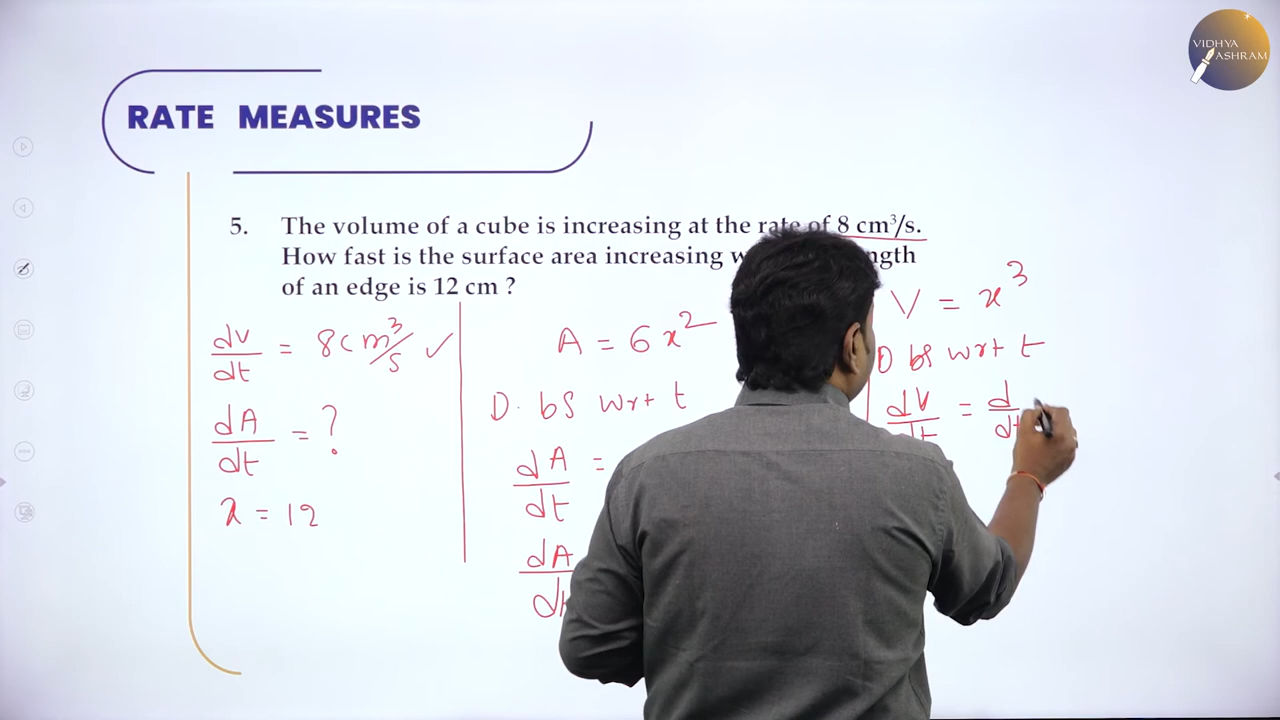 VIDHYA
ASHRAM
RATE MEASURES
5. The volume of a cube is increasing at the rate of 8 cm³/s.
How fast is the surface area increasing w ngth
of an edge is 12 cm ?
dv/dt = 8 cm³/s ✓
dA/dt = ?
x = 12
A = 6x²
D. bs wrt t
dA/dt =
dA/dt
V = x³
D bs wrt t
dV/dt = d/dt